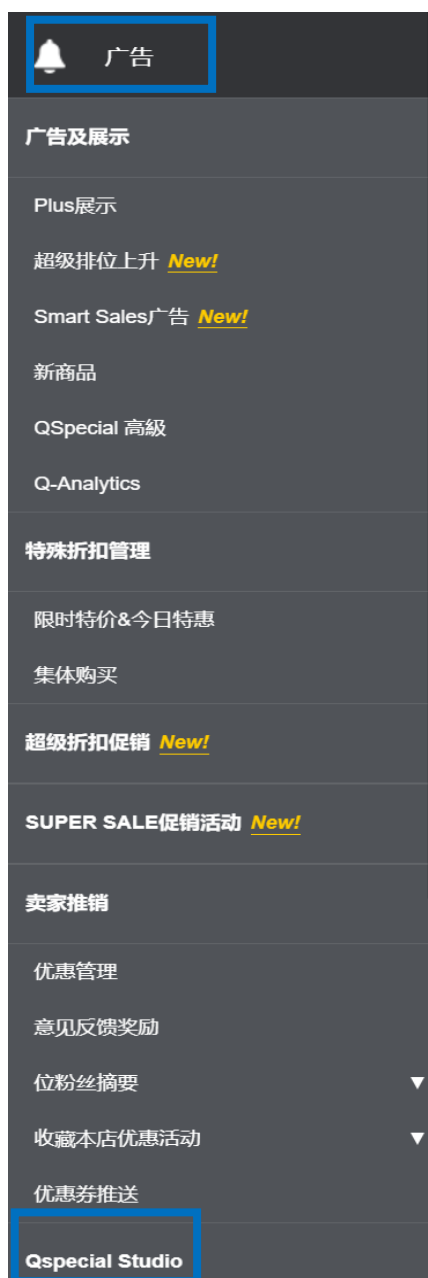 广告
广告及展示
Plus展示
超级排位上升 New!
Smart Sales广告 New!
新商品
QSpecial 高級
Q-Analytics
特殊折扣管理
限时特价&今日特惠
集体购买
超级折扣促销 New!
SUPER SALE促销活动 New!
卖家推销
优惠管理
意见反馈奖励
位粉丝摘要
收藏本店优惠活动
优惠券推送
Qspecial Studio